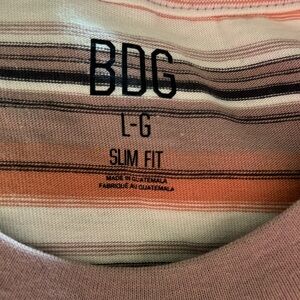 BDG
L-G
SLIM FIT
MADE IN GUATEMALA
FABRIQUÉ AU GUATEMALA